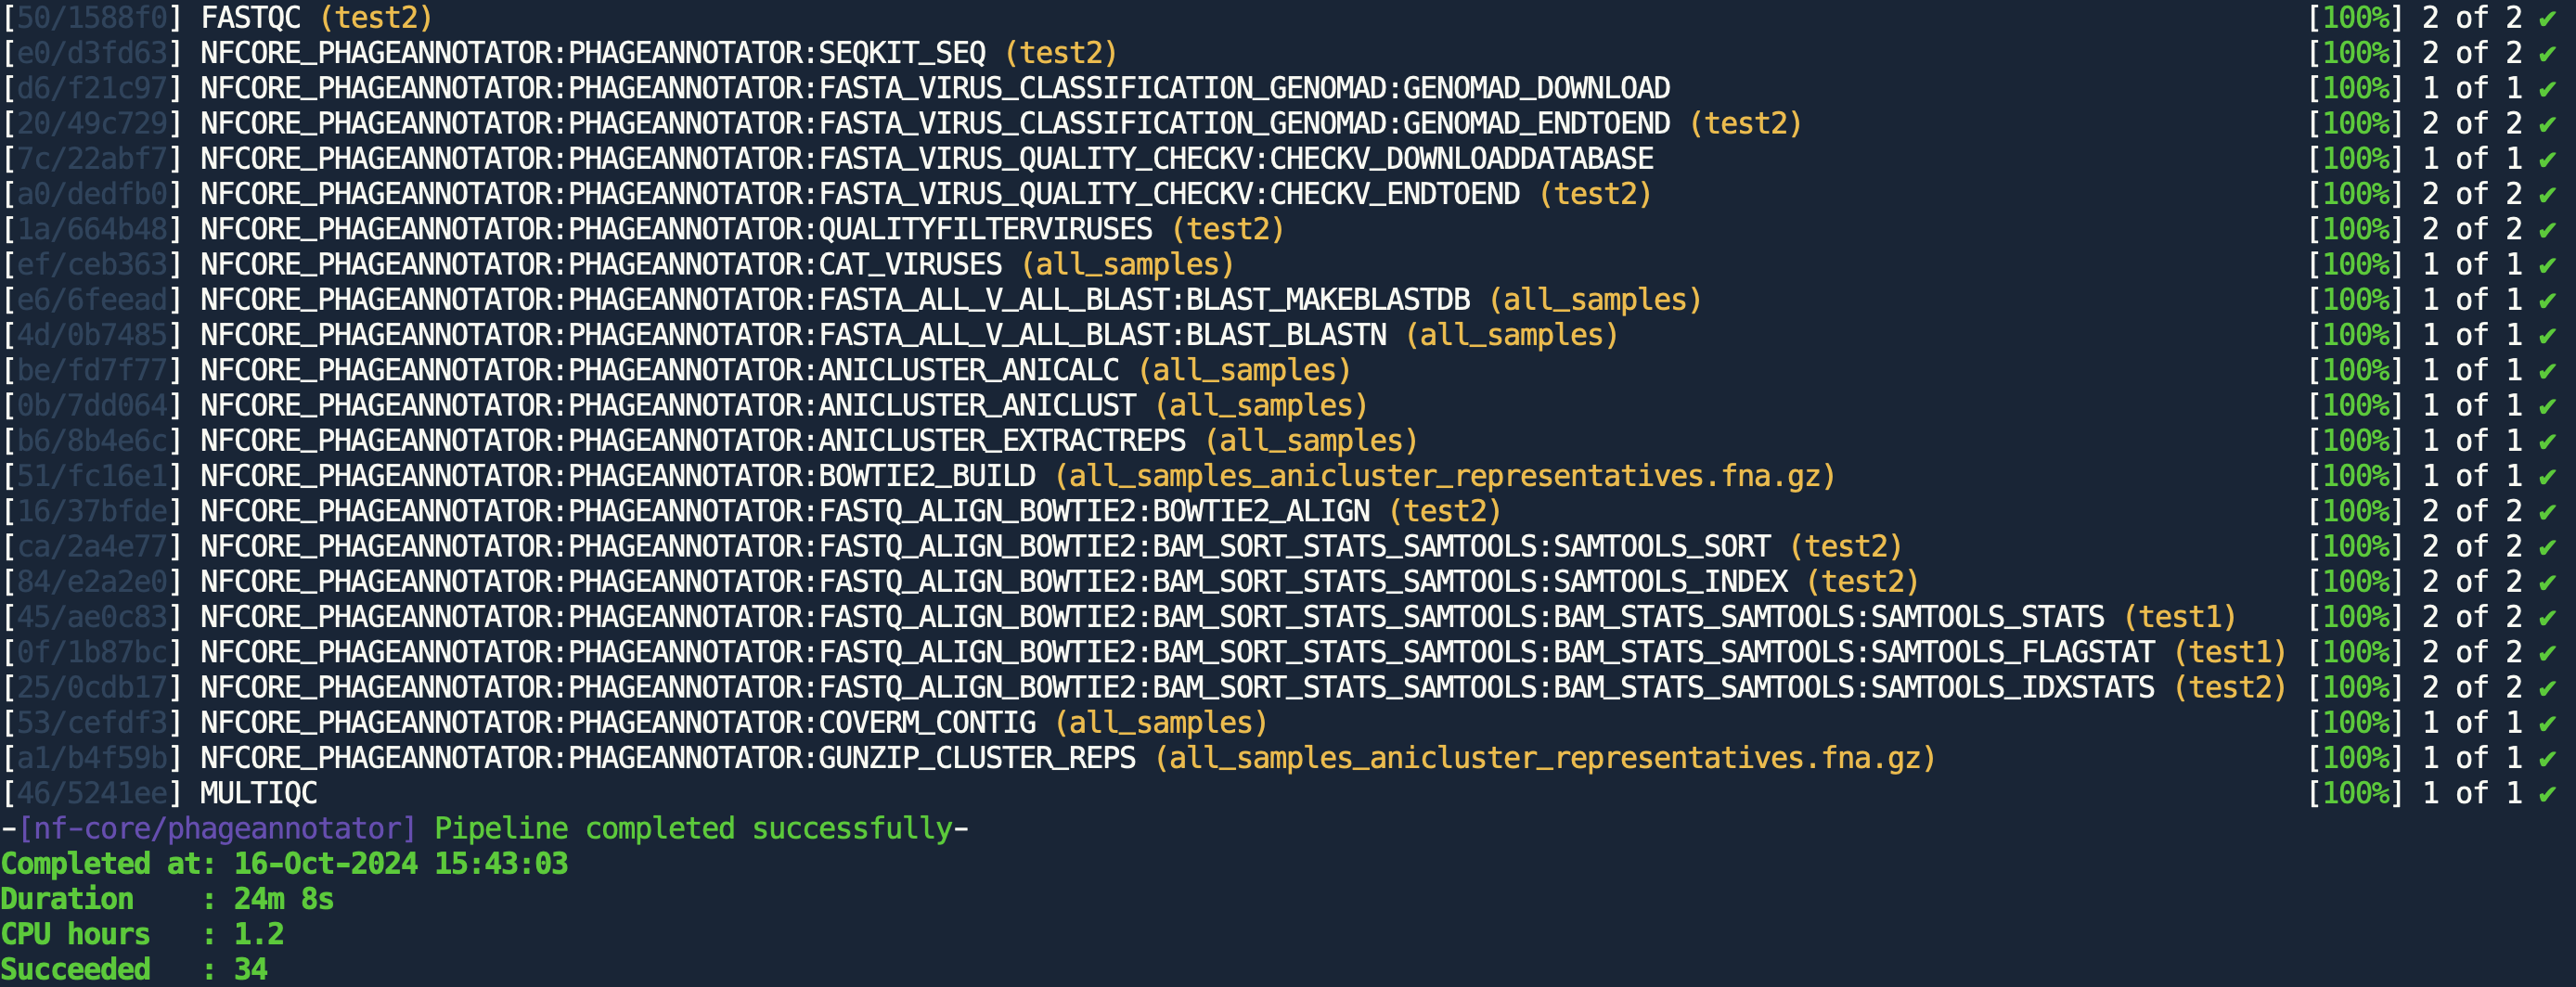 [50/1588f0] FASTQC (test2) [100%] 2 of 2 ✔
[e0/d3fd63] NFCORE_PHAGEANNOTATOR:PHAGEANNOTATOR:SEQKIT_SEQ (test2) [100%] 2 of 2 ✔
[d6/f21c97] NFCORE_PHAGEANNOTATOR:PHAGEANNOTATOR:FASTA_VIRUS_CLASSIFICATION_GENOMAD:GENOMAD_DOWNLOAD [100%] 1 of 1 ✔
[20/49c729] NFCORE_PHAGEANNOTATOR:PHAGEANNOTATOR:FASTA_VIRUS_CLASSIFICATION_GENOMAD:GENOMAD_ENDTOEND (test2) [100%] 2 of 2 ✔
[7c/22abf7] NFCORE_PHAGEANNOTATOR:PHAGEANNOTATOR:FASTA_VIRUS_QUALITY_CHECKV:CHECKV_DOWNLOADDATABASE [100%] 1 of 1 ✔
[a0/dedfb0] NFCORE_PHAGEANNOTATOR:PHAGEANNOTATOR:FASTA_VIRUS_QUALITY_CHECKV:CHECKV_ENDTOEND (test2) [100%] 2 of 2 ✔
[1a/664b48] NFCORE_PHAGEANNOTATOR:PHAGEANNOTATOR:QUALITYFILTERVIRUSES (test2) [100%] 2 of 2 ✔
[ef/ceb363] NFCORE_PHAGEANNOTATOR:PHAGEANNOTATOR:CAT_VIRUSES (all_samples) [100%] 1 of 1 ✔
[e6/6feead] NFCORE_PHAGEANNOTATOR:PHAGEANNOTATOR:FASTA_ALL_V_ALL_BLAST:BLAST_MAKEBLASTDB (all_samples) [100%] 1 of 1 ✔
[4d/0b7485] NFCORE_PHAGEANNOTATOR:PHAGEANNOTATOR:FASTA_ALL_V_ALL_BLAST:BLAST_BLASTN (all_samples) [100%] 1 of 1 ✔
[be/fd7f77] NFCORE_PHAGEANNOTATOR:PHAGEANNOTATOR:ANICLUSTER_ANICALC (all_samples) [100%] 1 of 1 ✔
[0b/7dd064] NFCORE_PHAGEANNOTATOR:PHAGEANNOTATOR:ANICLUSTER_ANICLUST (all_samples) [100%] 1 of 1 ✔
[b6/8b4e6c] NFCORE_PHAGEANNOTATOR:PHAGEANNOTATOR:ANICLUSTER_EXTRACTREPS (all_samples) [100%] 1 of 1 ✔
[51/fc16e1] NFCORE_PHAGEANNOTATOR:PHAGEANNOTATOR:BOWTIE2_BUILD (all_samples_anicluster_representatives.fna.gz) [100%] 1 of 1 ✔
[16/37bfde] NFCORE_PHAGEANNOTATOR:PHAGEANNOTATOR:FASTQ_ALIGN_BOWTIE2:BOWTIE2_ALIGN (test2) [100%] 2 of 2 ✔
[ca/2a4e77] NFCORE_PHAGEANNOTATOR:PHAGEANNOTATOR:FASTQ_ALIGN_BOWTIE2:BAM_SORT_STATS_SAMTOOLS:SAMTOOLS_SORT (test2) [100%] 2 of 2 ✔
[84/e2a2e0] NFCORE_PHAGEANNOTATOR:PHAGEANNOTATOR:FASTQ_ALIGN_BOWTIE2:BAM_SORT_STATS_SAMTOOLS:SAMTOOLS_INDEX (test2) [100%] 2 of 2 ✔
[45/ae0c83] NFCORE_PHAGEANNOTATOR:PHAGEANNOTATOR:FASTQ_ALIGN_BOWTIE2:BAM_SORT_STATS_SAMTOOLS:BAM_STATS_SAMTOOLS:SAMTOOLS_STATS (test1) [100%] 2 of 2 ✔
[0f/1b87bc] NFCORE_PHAGEANNOTATOR:PHAGEANNOTATOR:FASTQ_ALIGN_BOWTIE2:BAM_SORT_STATS_SAMTOOLS:BAM_STATS_SAMTOOLS:SAMTOOLS_FLAGSTAT (test1) [100%] 2 of 2 ✔
[25/0cdb17] NFCORE_PHAGEANNOTATOR:PHAGEANNOTATOR:FASTQ_ALIGN_BOWTIE2:BAM_SORT_STATS_SAMTOOLS:BAM_STATS_SAMTOOLS:SAMTOOLS_IDXSTATS (test2) [100%] 2 of 2 ✔
[53/cefdf3] NFCORE_PHAGEANNOTATOR:PHAGEANNOTATOR:COVERM_CONTIG (all_samples) [100%] 1 of 1 ✔
[a1/b4f59b] NFCORE_PHAGEANNOTATOR:PHAGEANNOTATOR:GUNZIP_CLUSTER_REPS (all_samples_anicluster_representatives.fna.gz) [100%] 1 of 1 ✔
[46/5241ee] MULTIQC [100%] 1 of 1 ✔
-[nf-core/phageannotator] Pipeline completed successfully-
Completed at: 16-Oct-2024 15:43:03
Duration : 24m 8s
CPU hours : 1.2
Succeeded : 34